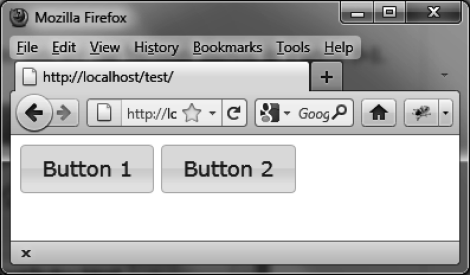 Mozilla Firefox
File Edit View History Bookmarks Tools Help
http://localhost/test/ +
http://lc Goog
Button 1 Button 2
x